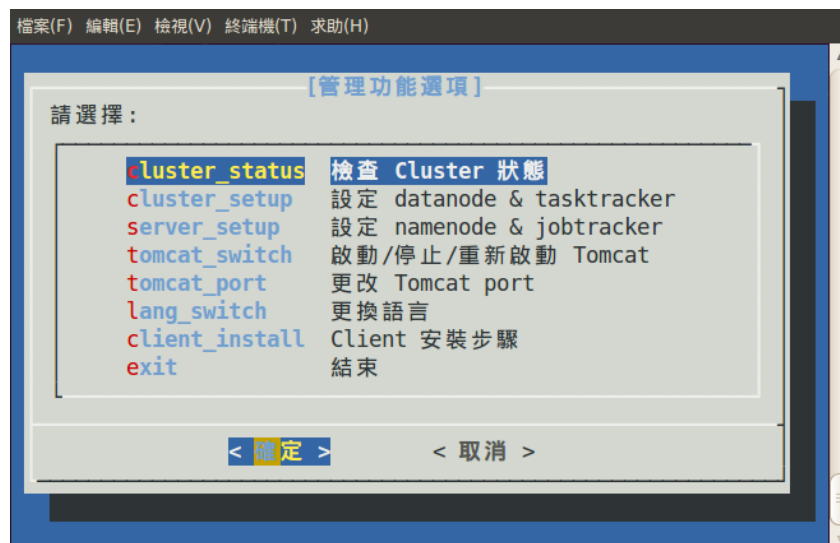 檔案(F) 編輯(E) 檢視(V) 終端機(T) 求助(H)
[管理功能選項]
請選擇:
cluster_status 檢查 Cluster 狀態
cluster_setup 設定 datanode & tasktracker
server_setup 設定 namenode & jobtracker
tomcat_switch 啟動/停止/重新啟動 Tomcat
tomcat_port 更改 Tomcat port
lang_switch 更換語言
client_install Client 安裝步驟
exit 結束
< 確定 > < 取消 >